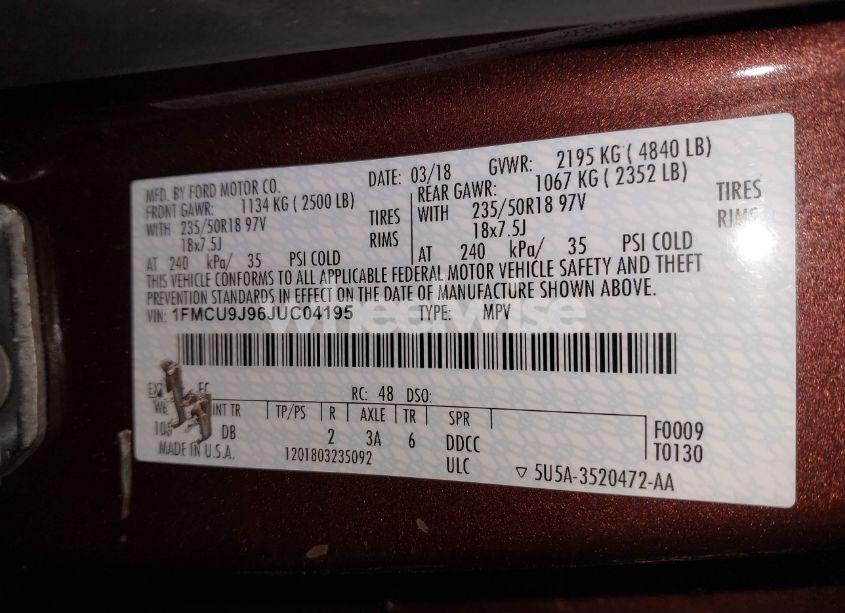 MFD. BY FORD MOTOR CO. DATE: 03/18 GVWR: 2195 KG ( 4840 LB)
FRONT GAWR: 1134 KG ( 2500 LB) REAR GAWR: 1067 KG ( 2352 LB)
WITH 235/50R18 97V TIRES WITH 235/50R18 97V TIRES
18x7.5J RIMS 18x7.5J RIMS
AT 240 kPa/ 35 PSI COLD AT 240 kPa/ 35 PSI COLD
THIS VEHICLE CONFORMS TO ALL APPLICABLE FEDERAL MOTOR VEHICLE SAFETY AND THEFT
PREVENTION STANDARDS IN EFFECT ON THE DATE OF MANUFACTURE SHOWN ABOVE.
VIN: 1FMCU9J96JUC04195 TYPE: MPV
wheelwise
RC: 48 DSO:
INT TR TP/PS R AXLE TR SPR F0009
DB 2 3A 6 DDCC T0130
MADE IN U.S.A. 1201803235092 ULC ▽ 5U5A-3520472-AA